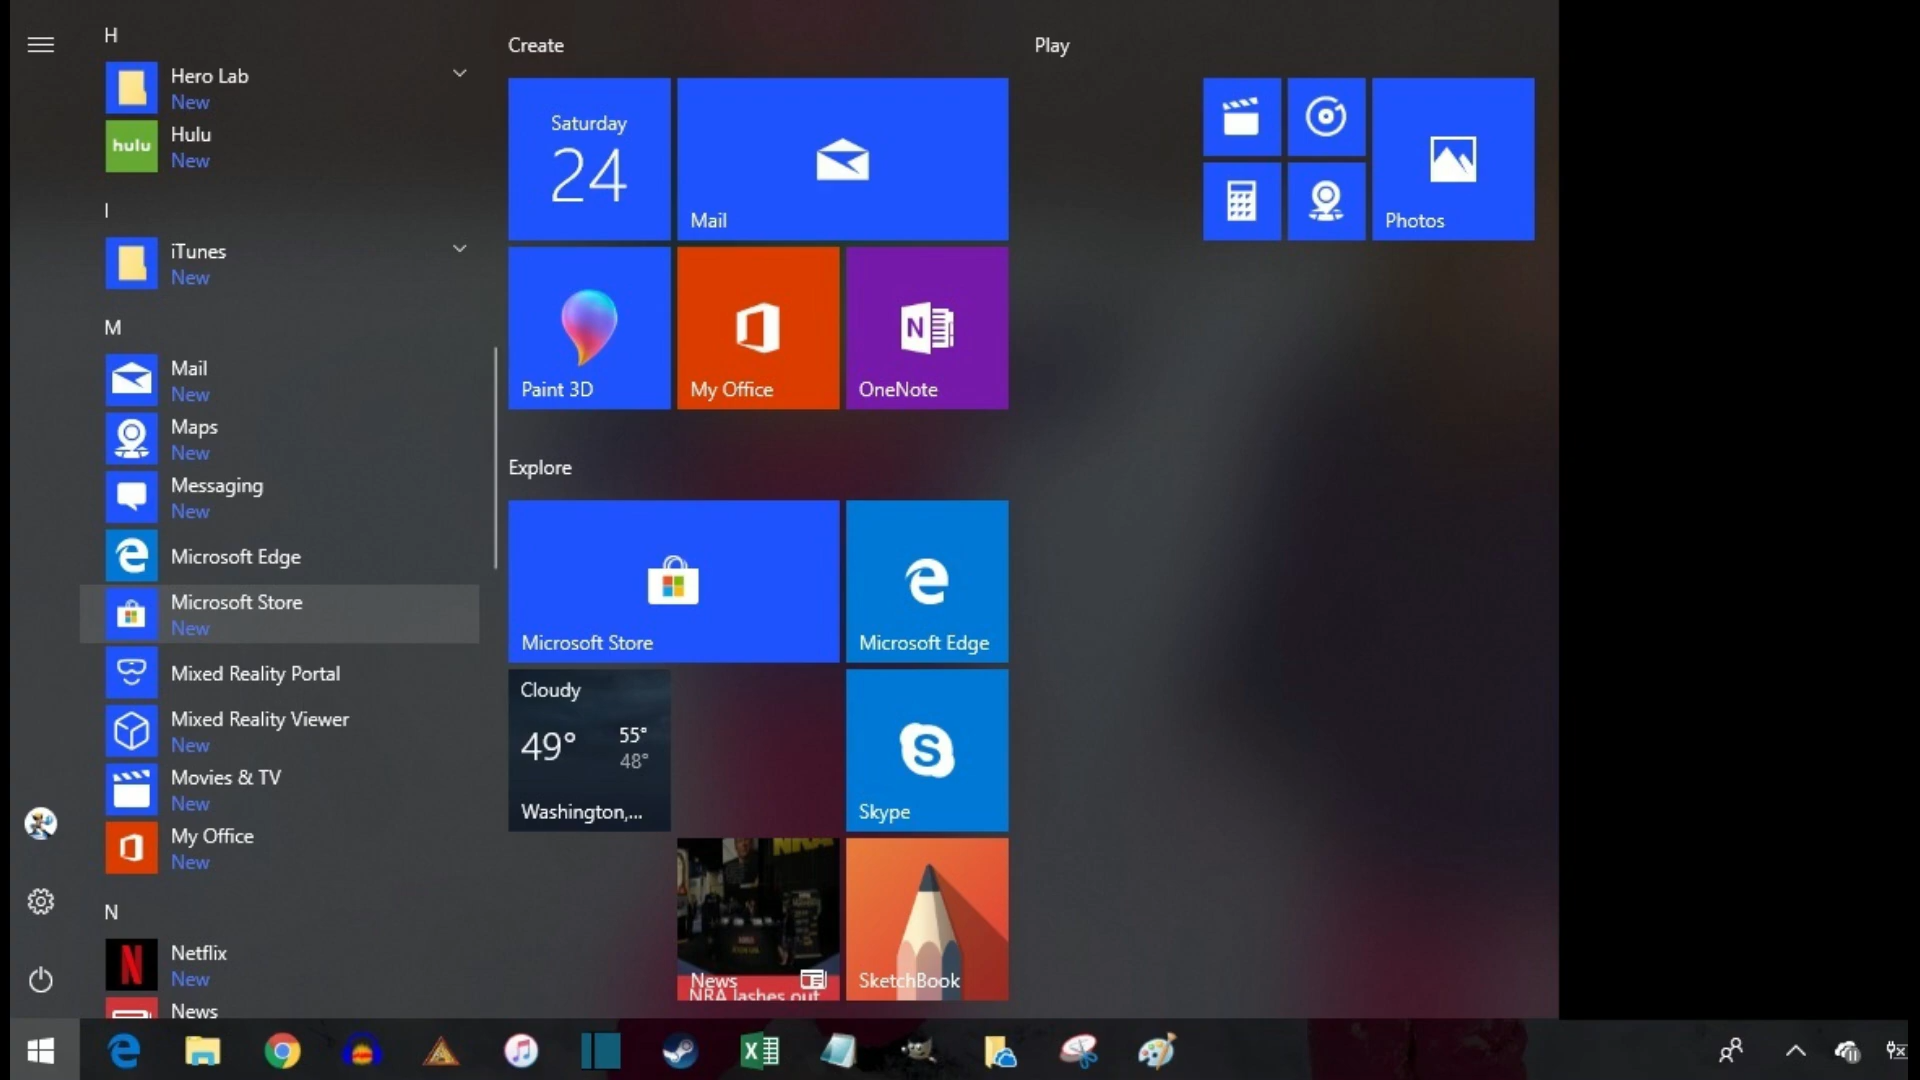 H
Hero Lab
New
hulu
Hulu
New
I
iTunes
New
M
Mail
New
Maps
New
Messaging
New
Microsoft Edge
Microsoft Store
New
Mixed Reality Portal
Mixed Reality Viewer
New
Movies & TV
New
My Office
New
N
Netflix
New
News
Create
Saturday
24
Mail
Paint 3D
My Office
OneNote
Explore
Microsoft Store
Microsoft Edge
Cloudy
49° 55°
48°
Washington,...
Skype
News
NRA lashes out
SketchBook
Play
Photos